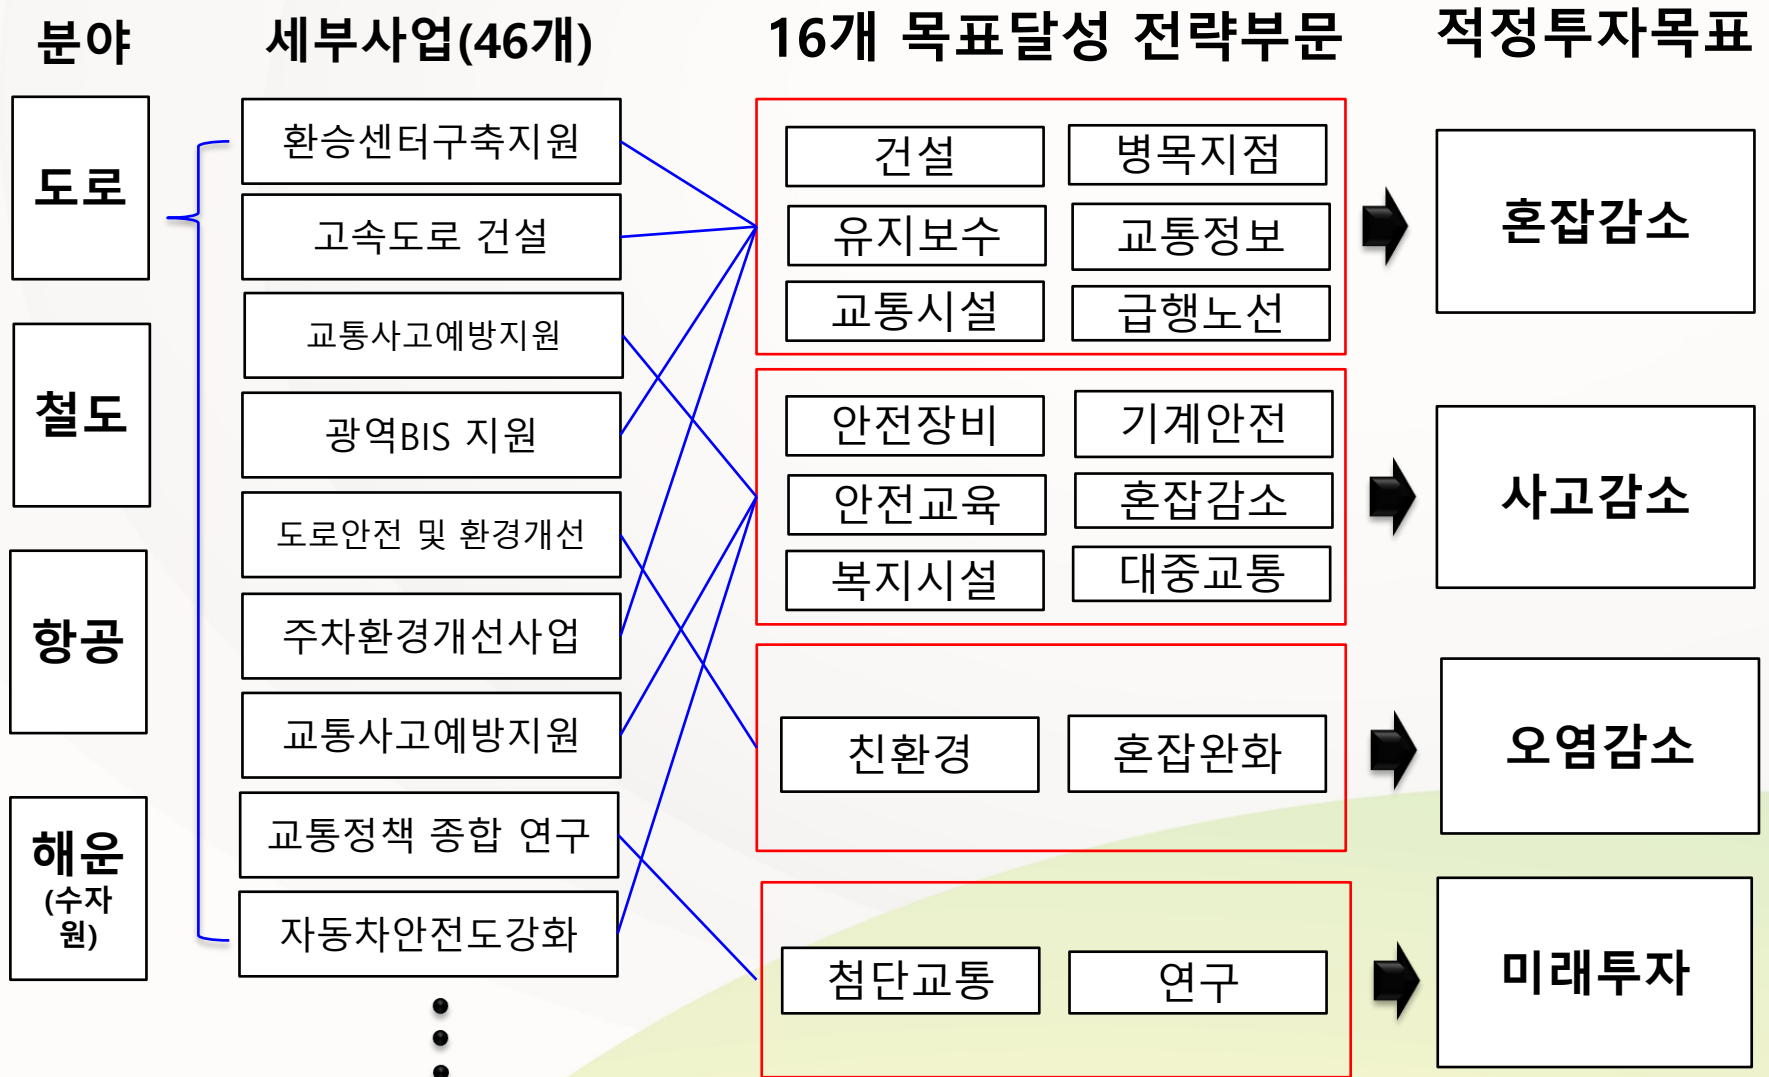 분야
세부사업(46개)
16개 목표달성 전략부문
적정투자목표
도로
철도
항공
해운
(수자
원)
환승센터구축지원
고속도로 건설
교통사고예방지원
광역BIS 지원
도로안전 및 환경개선
주차환경개선사업
교통사고예방지원
교통정책 종합 연구
자동차안전도강화
건설
병목지점
유지보수
교통정보
교통시설
급행노선
안전장비
기계안전
안전교육
혼잡감소
복지시설
대중교통
친환경
혼잡완화
첨단교통
연구
혼잡감소
사고감소
오염감소
미래투자